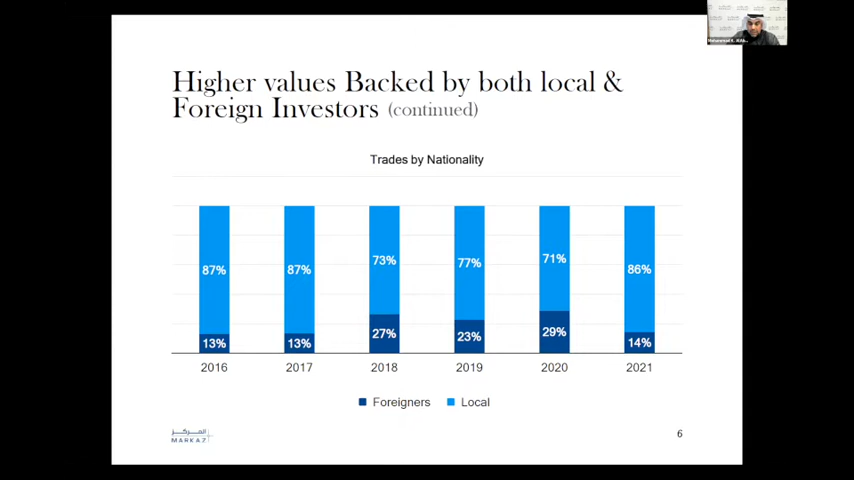 Higher values Backed by both local &
Foreign Investors (continued)
Trades by Nationality
87% 87% 73% 77% 71% 86%
13% 13% 27% 23% 29% 14%
2016 2017 2018 2019 2020 2021
Foreigners Local
المركز
MARKAZ
6